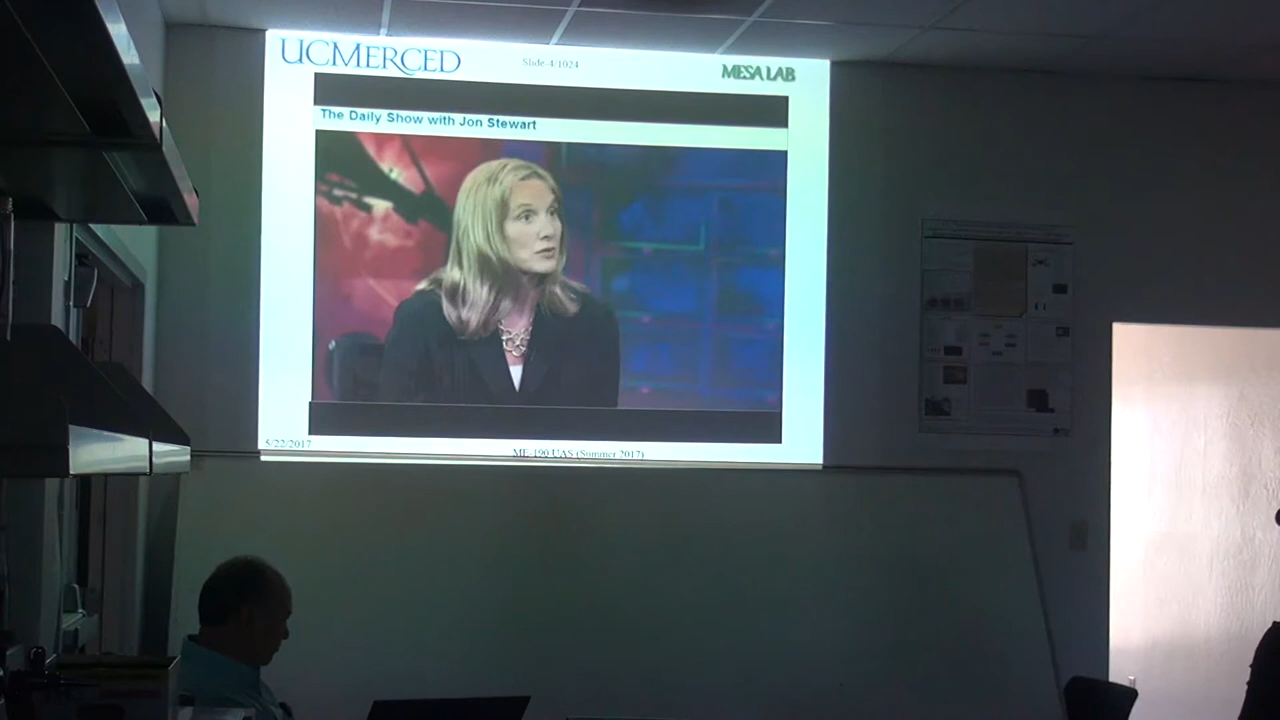 UCMERCED
Slide-4/1024
MESA LAB
The Daily Show with Jon Stewart
5/22/2017
ME-190 UAS (Summer 2017)